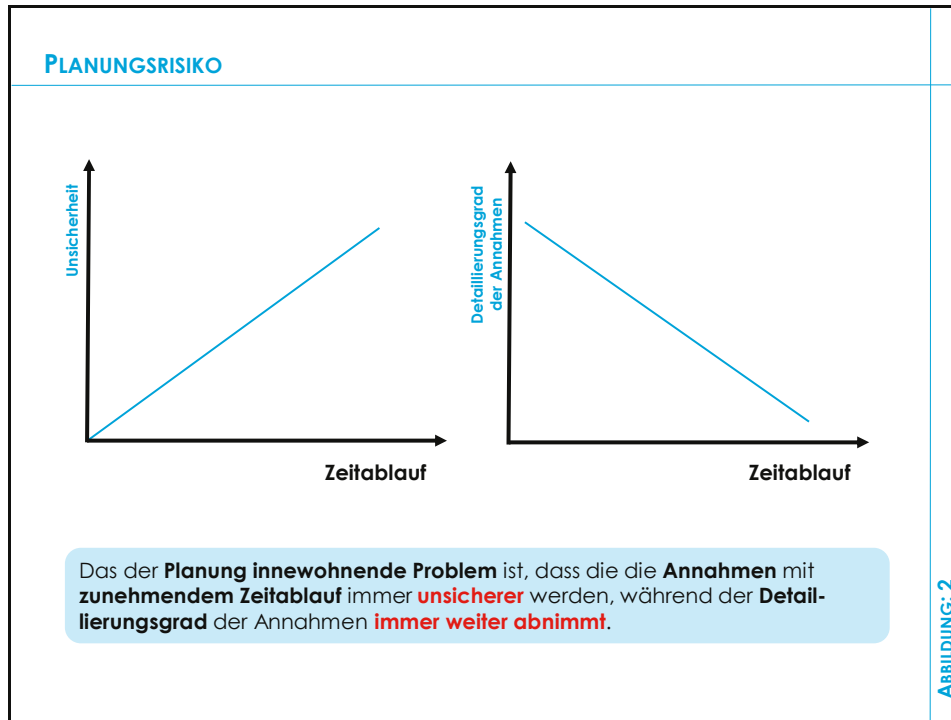 PLANUNGSRISIKO
Unsicherheit
Zeitablauf
Detaillierungsgrad
der Annahmen
Zeitablauf
Das der Planung innewohnende Problem ist, dass die die Annahmen mit
zunehmendem Zeitablauf immer unsicherer werden, während der Detail-
lierungsgrad der Annahmen immer weiter abnimmt.
ABBILDUNG: 2